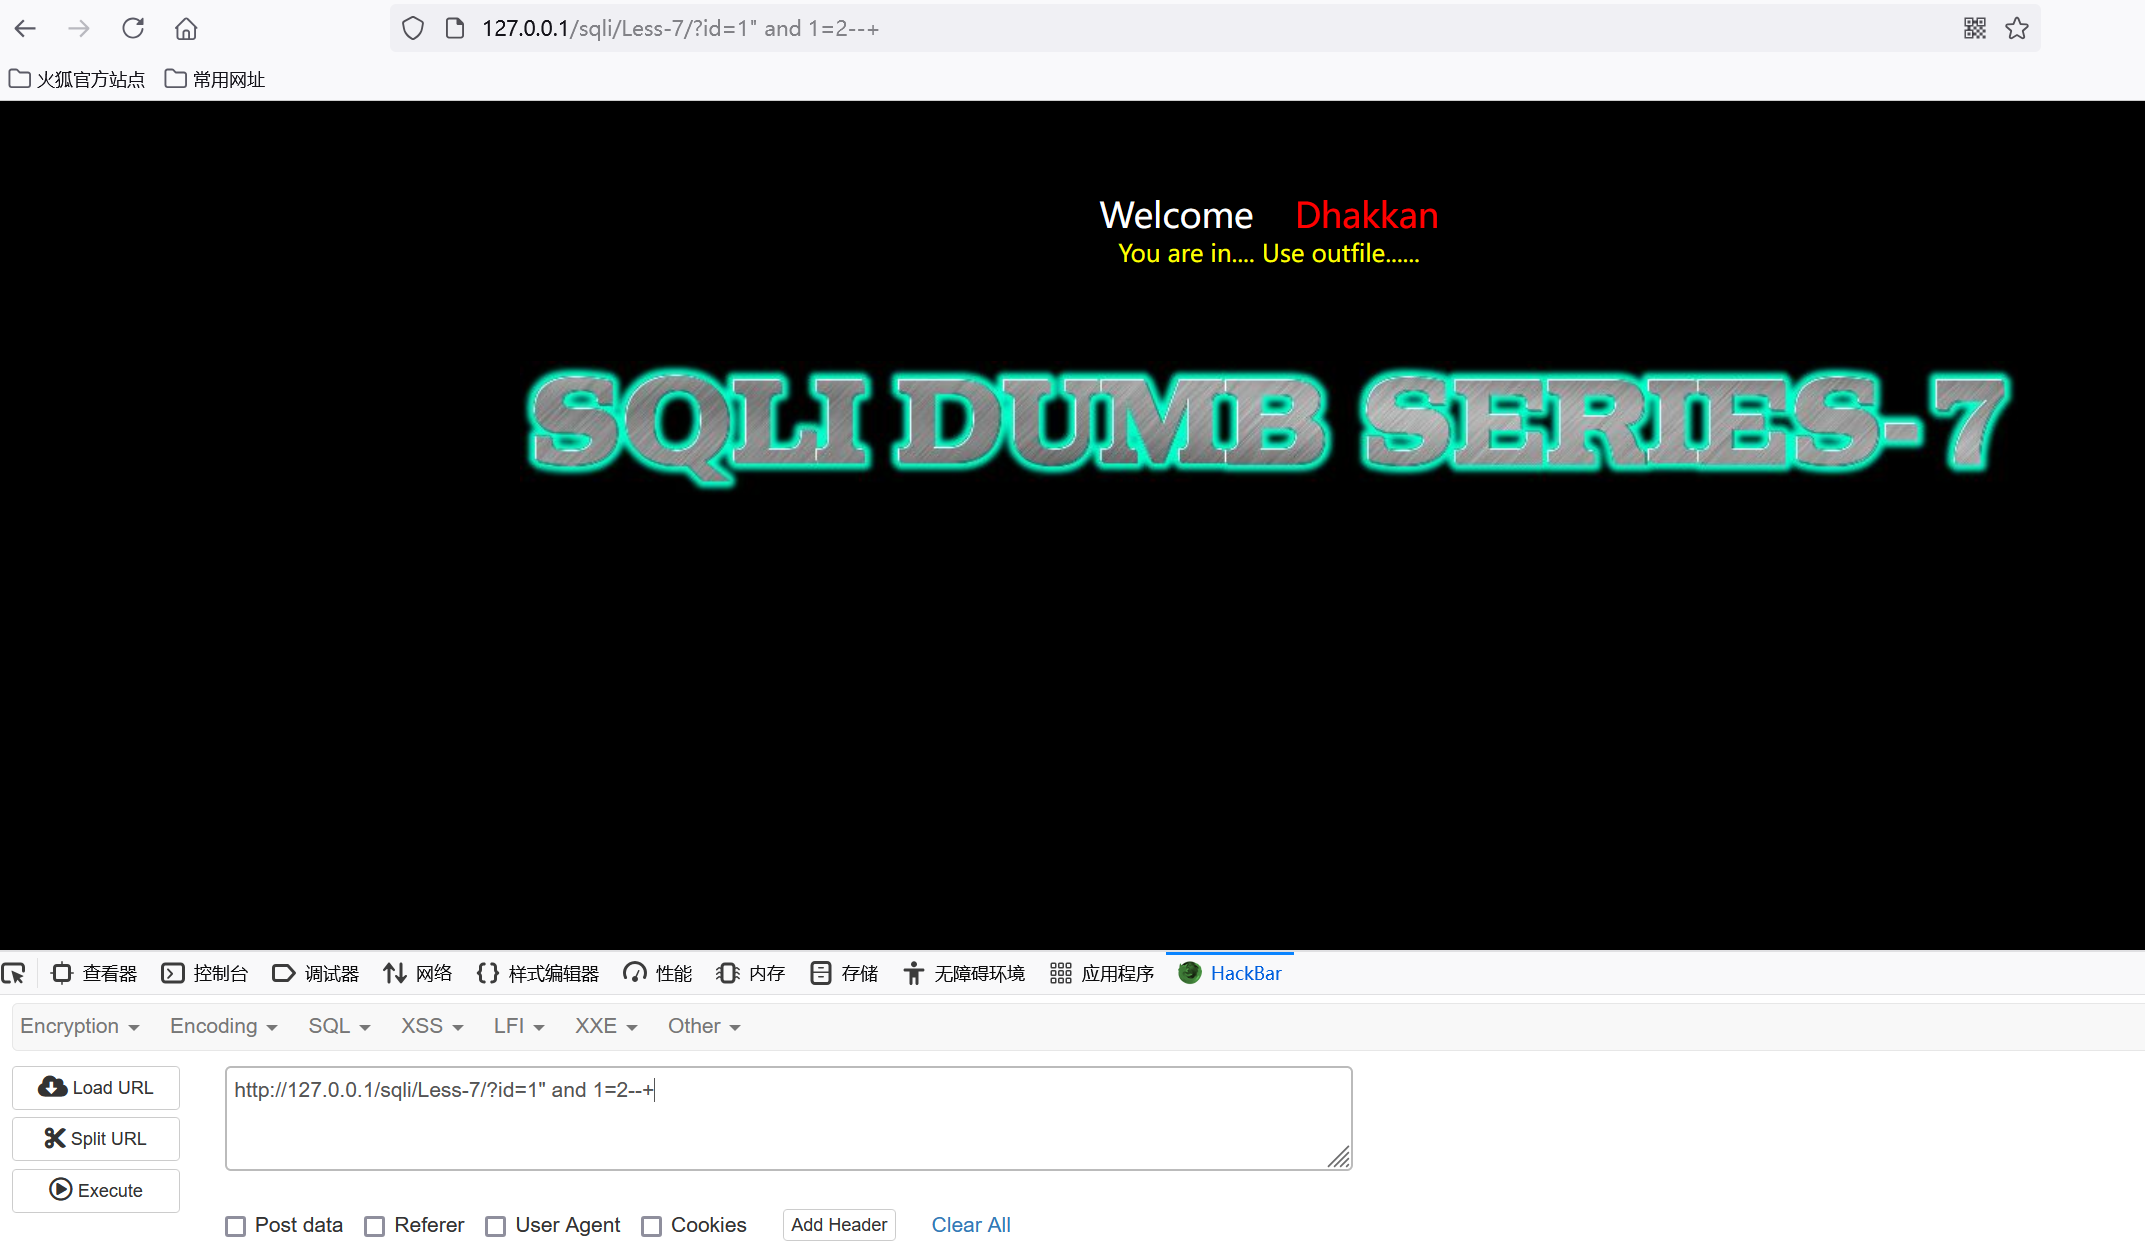 127.0.0.1/sqli/Less-7/?id=1" and 1=2--+
火狐官方站点 常用网址
Welcome Dhakkan
You are in.... Use outfile......
SQLI DUMB SERIES-7
查看器 控制台 调试器 网络 样式编辑器 性能 内存 存储 无障碍环境 应用程序 HackBar
Encryption Encoding SQL XSS LFI XXE Other
Load URL
http://127.0.0.1/sqli/Less-7/?id=1" and 1=2--+
Split URL
Execute
Post data Referer User Agent Cookies Add Header Clear All